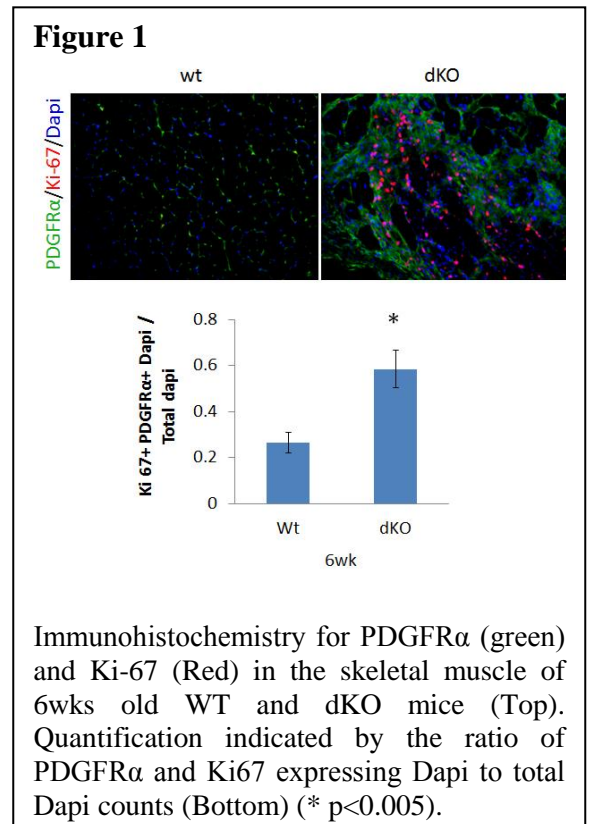 Figure 1
wt dKO
PDGFRα/Ki-67/Dapi
Ki 67+ PDGFRα+ Dapi /
Total dapi
0.8
0.6
0.4
0.2
0
*
Wt dKO
6wk
Immunohistochemistry for PDGFRα (green)
and Ki-67 (Red) in the skeletal muscle of
6wks old WT and dKO mice (Top).
Quantification indicated by the ratio of
PDGFRα and Ki67 expressing Dapi to total
Dapi counts (Bottom) (* p<0.005).